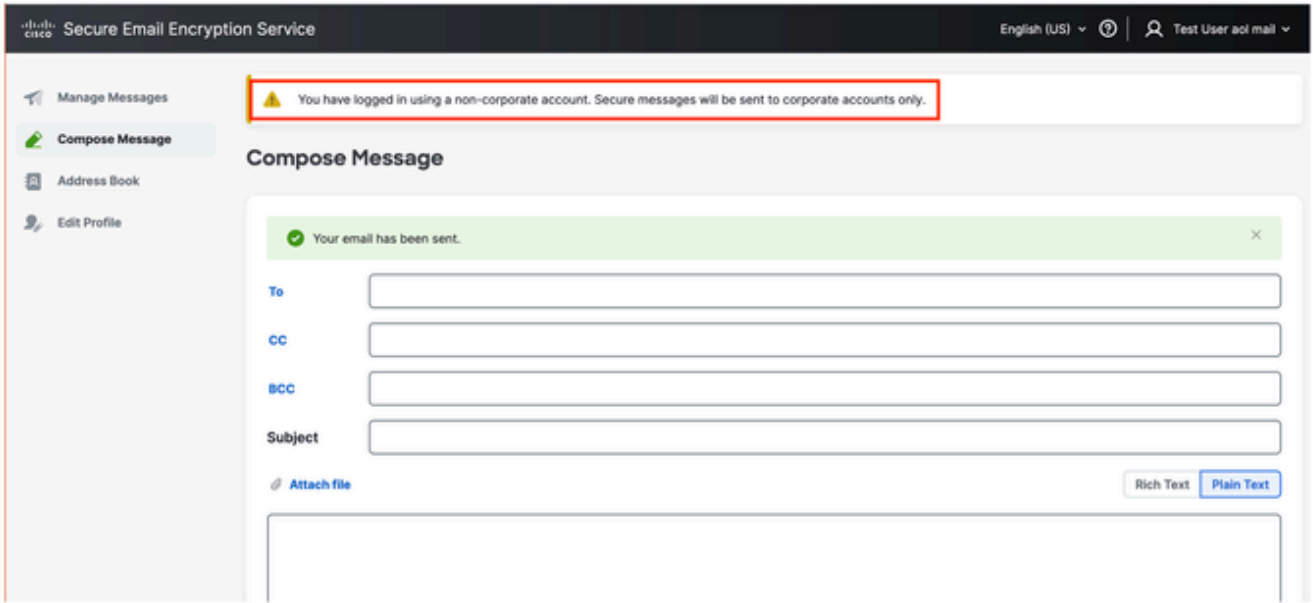 cisco Secure Email Encryption Service
English (US)
Test User aol mail
Manage Messages
Compose Message
Address Book
Edit Profile
You have logged in using a non-corporate account. Secure messages will be sent to corporate accounts only.
Compose Message
Your email has been sent.
To
CC
BCC
Subject
Attach file
Rich Text
Plain Text